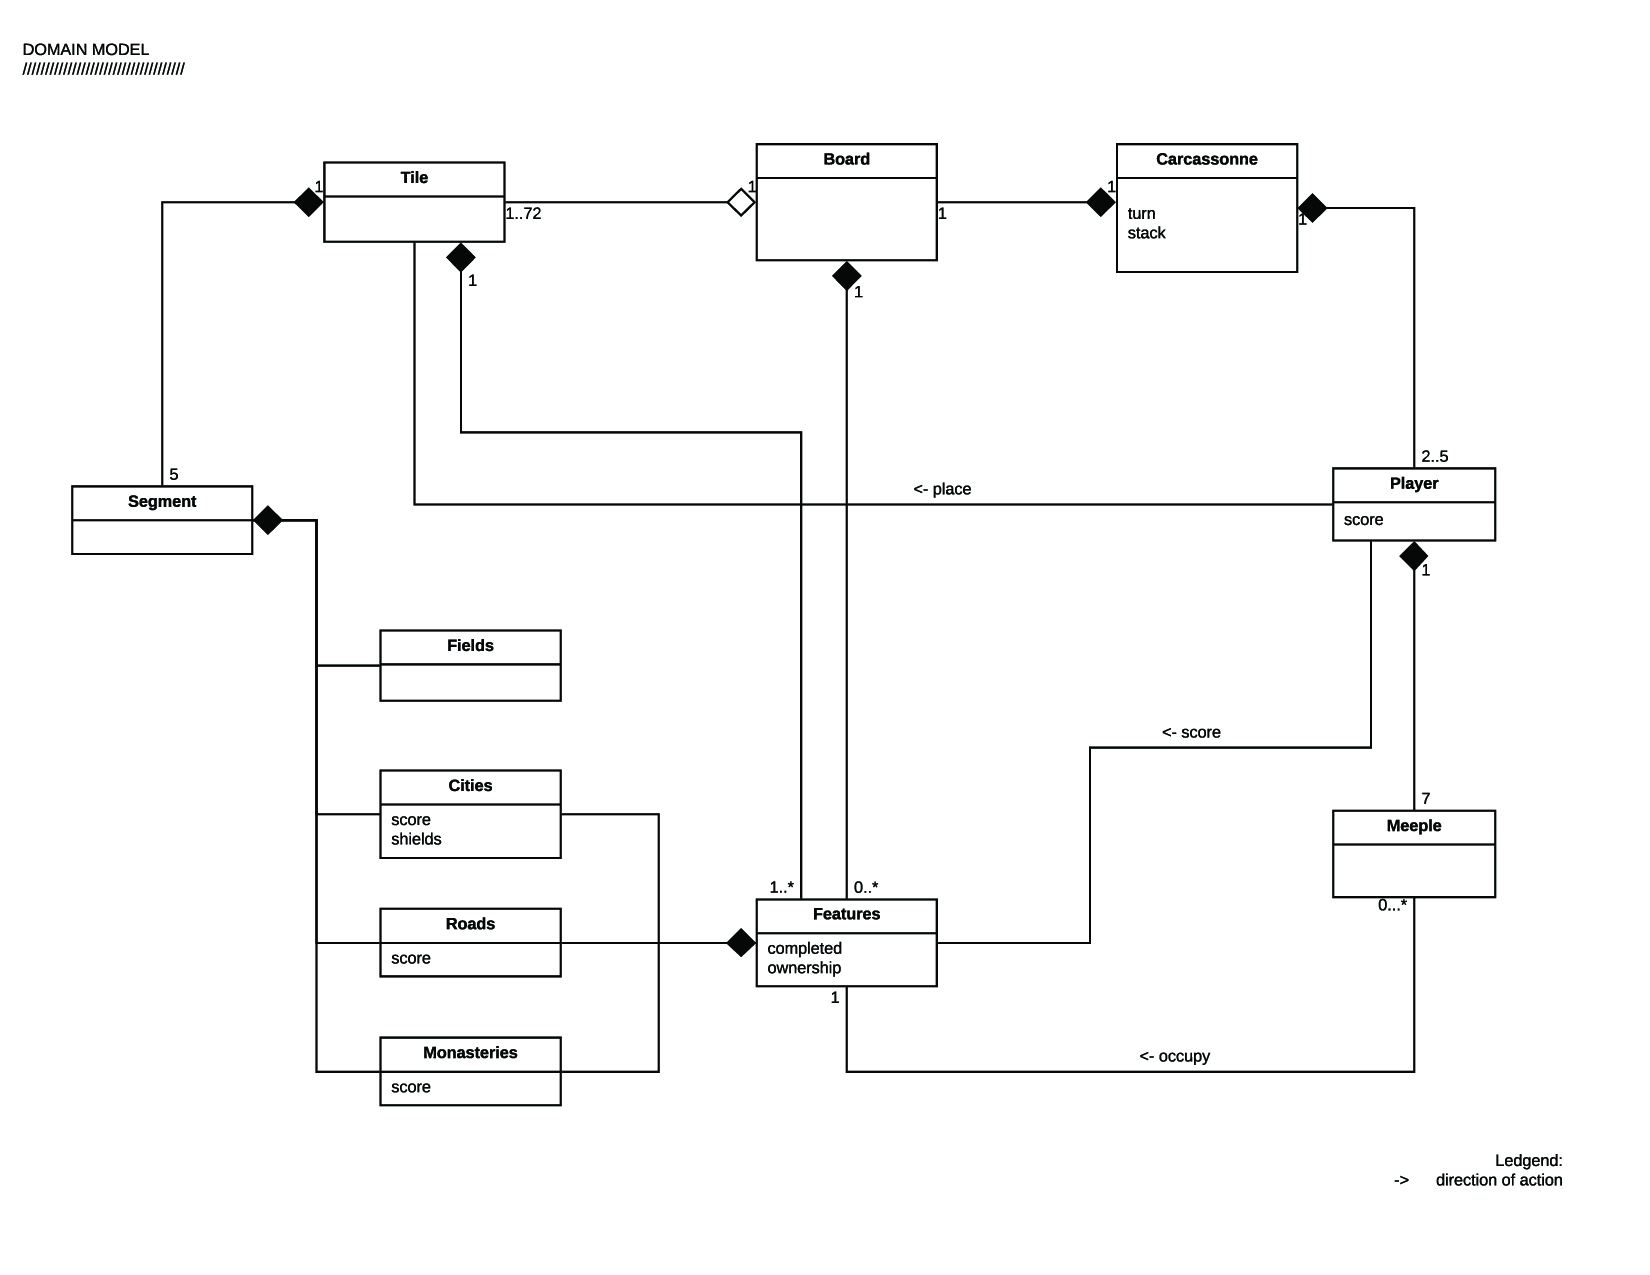 DOMAIN MODEL
////////////////////////////////////
Tile
1
1..72
1
Board
1
1
1
Carcassonne
turn
stack
1
1
Segment
5
<- place
Player
score
2..5
1
Fields
<- score
Cities
score
shields
7
Meeple
0...*
Roads
score
1..*
0..*
Features
completed
ownership
1
Monasteries
score
<- occupy
Ledgend:
-> direction of action